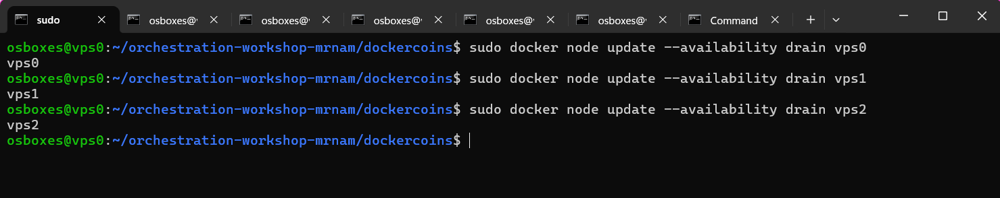 sudo osboxes@' osboxes@' osboxes@' osboxes@' osboxes@' Command
osboxes@vps0:~/orchestration-workshop-mrnam/dockercoins$ sudo docker node update --availability drain vps0
vps0
osboxes@vps0:~/orchestration-workshop-mrnam/dockercoins$ sudo docker node update --availability drain vps1
vps1
osboxes@vps0:~/orchestration-workshop-mrnam/dockercoins$ sudo docker node update --availability drain vps2
vps2
osboxes@vps0:~/orchestration-workshop-mrnam/dockercoins$